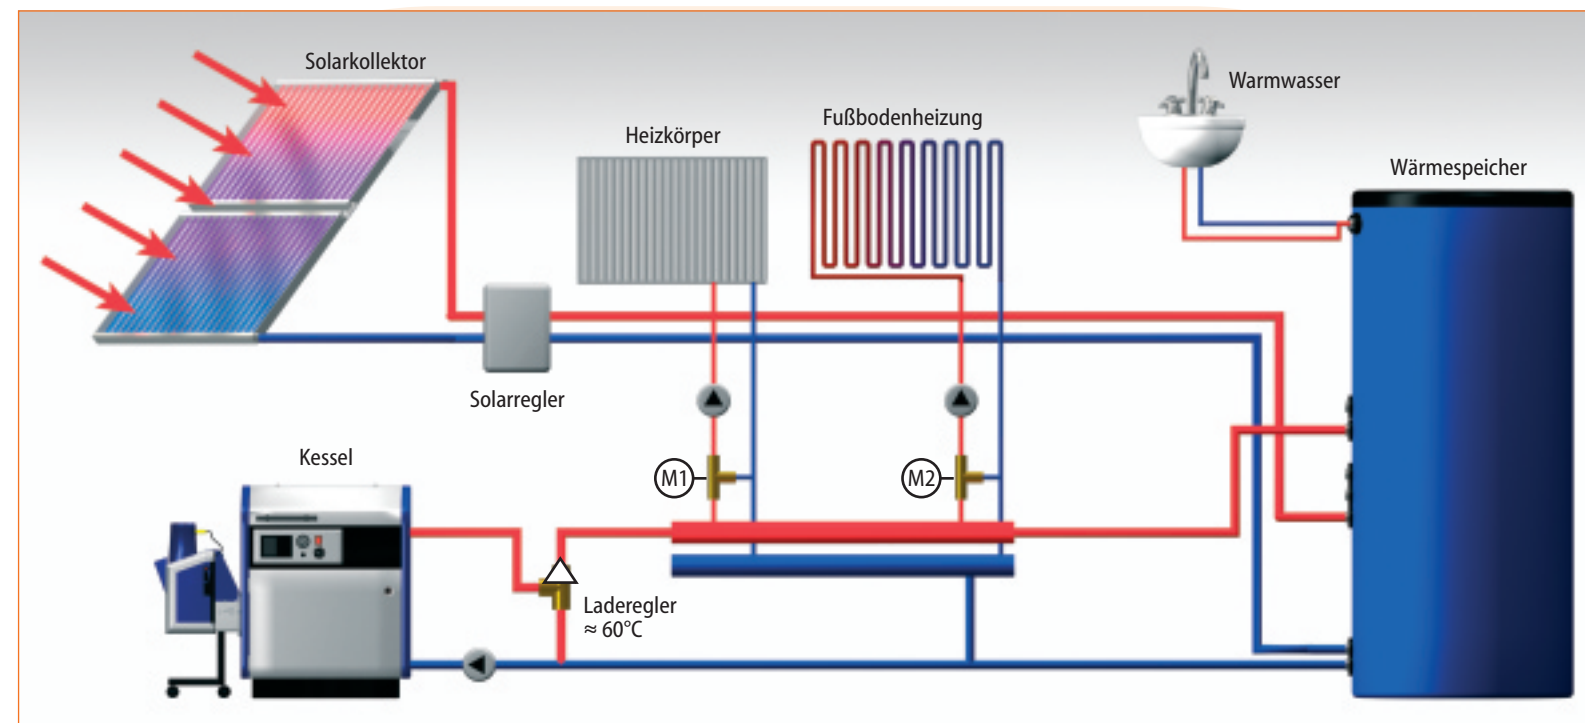 Solarkollektor
Warmwasser
Fußbodenheizung
Heizkörper
Wärmespeicher
Solarregler
Kessel
M1
M2
Laderegler
≈ 60°C